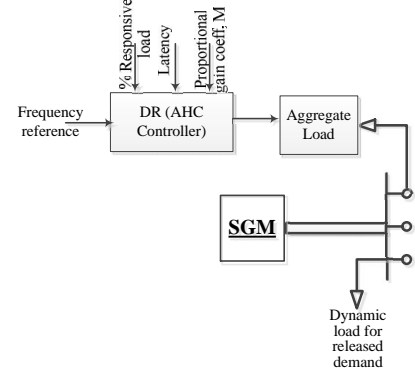 % Responsive
load
Latency
Proportional
gain coeff, M
Frequency
reference
DR (AHC
Controller)
Aggregate
Load
SGM
Dynamic
load for
released
demand